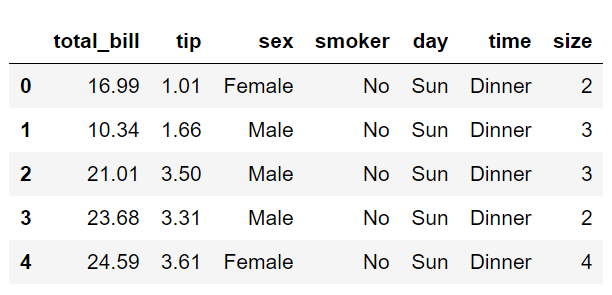 total_bill tip sex smoker day time size
0 16.99 1.01 Female No Sun Dinner 2
1 10.34 1.66 Male No Sun Dinner 3
2 21.01 3.50 Male No Sun Dinner 3
3 23.68 3.31 Male No Sun Dinner 2
4 24.59 3.61 Female No Sun Dinner 4